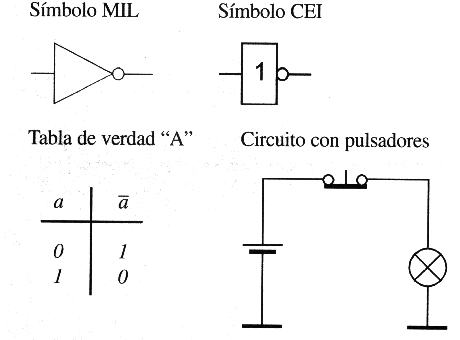 Símbolo MIL Símbolo CEI
1
Tabla de verdad “A” Circuito con pulsadores
a a̅
0 1
1 0